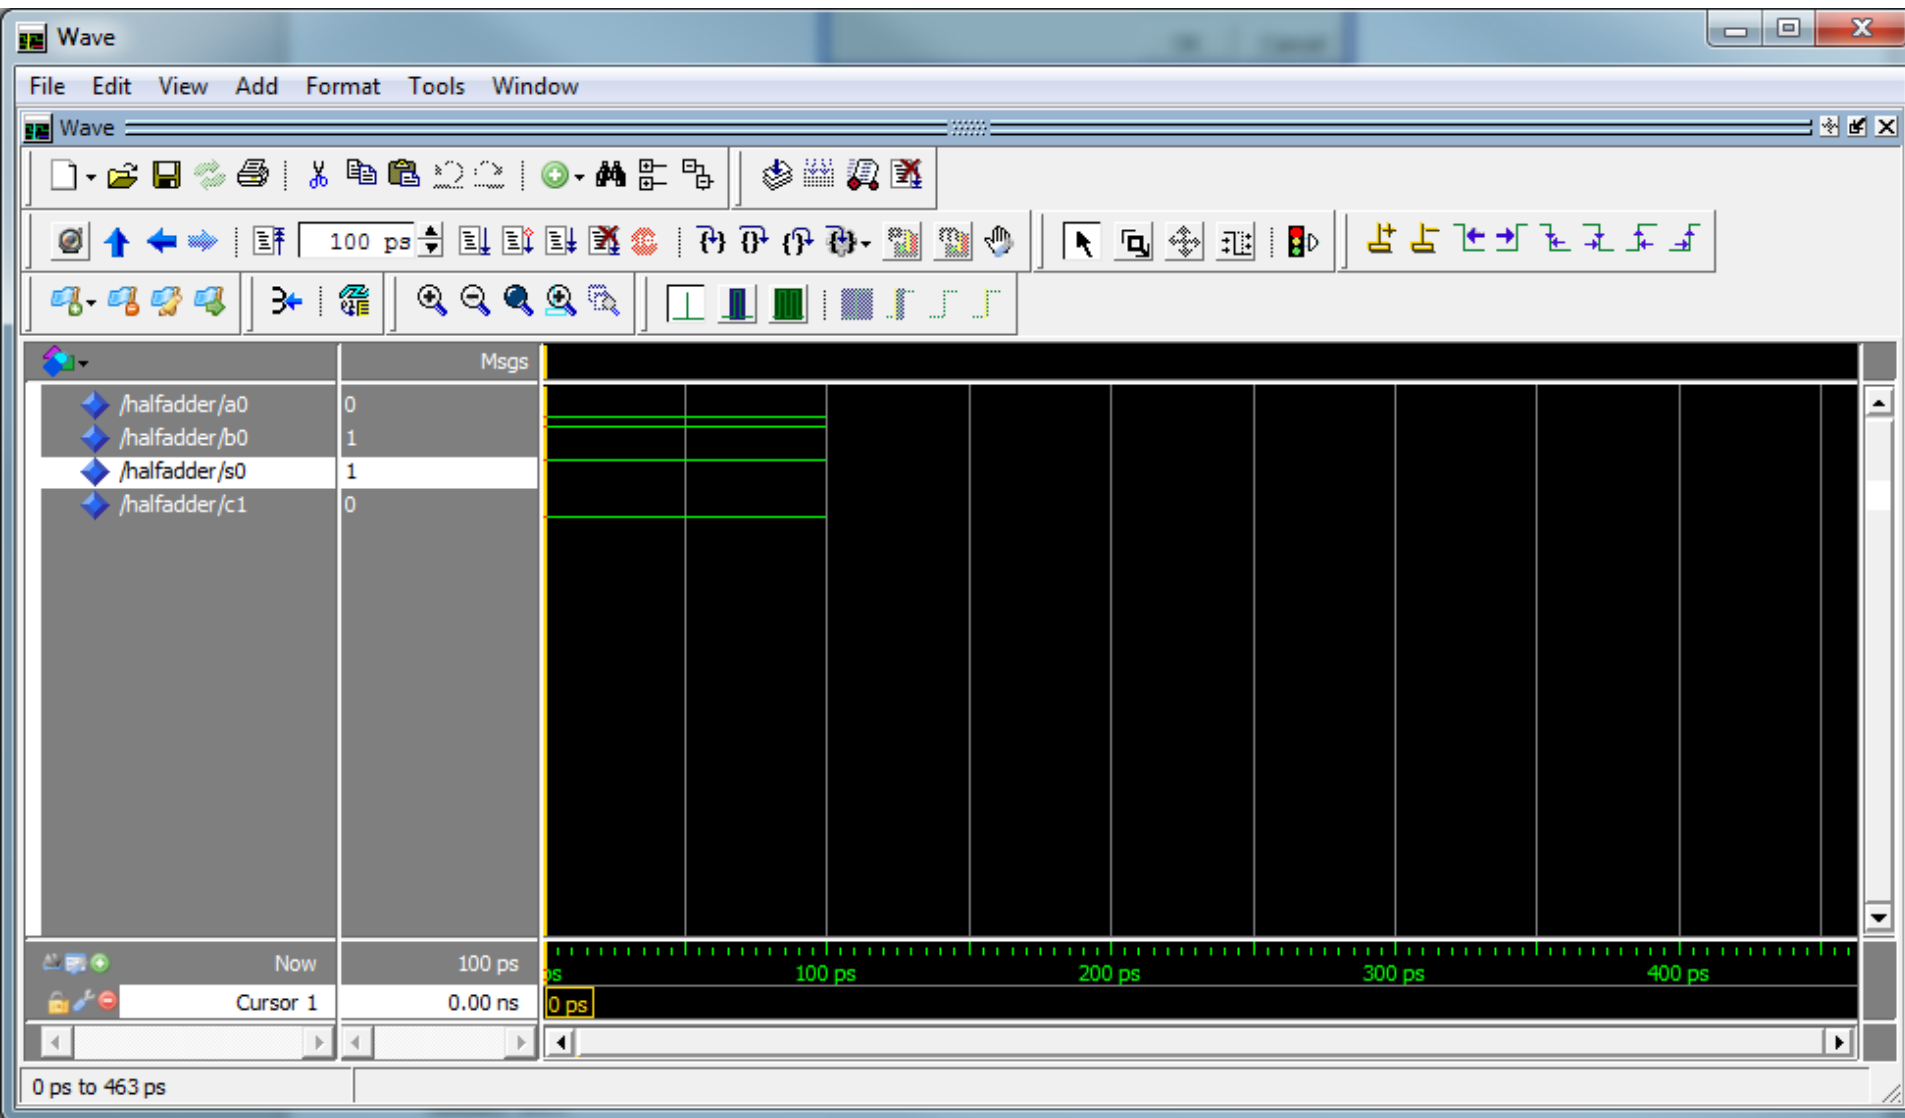 Wave
File Edit View Add Format Tools Window
Wave
100 ps
Msgs
/halfadder/a0 0
/halfadder/b0 1
/halfadder/s0 1
/halfadder/c1 0
Now 100 ps
ps 100 ps 200 ps 300 ps 400 ps
Cursor 1 0.00 ns 0 ps
0 ps to 463 ps